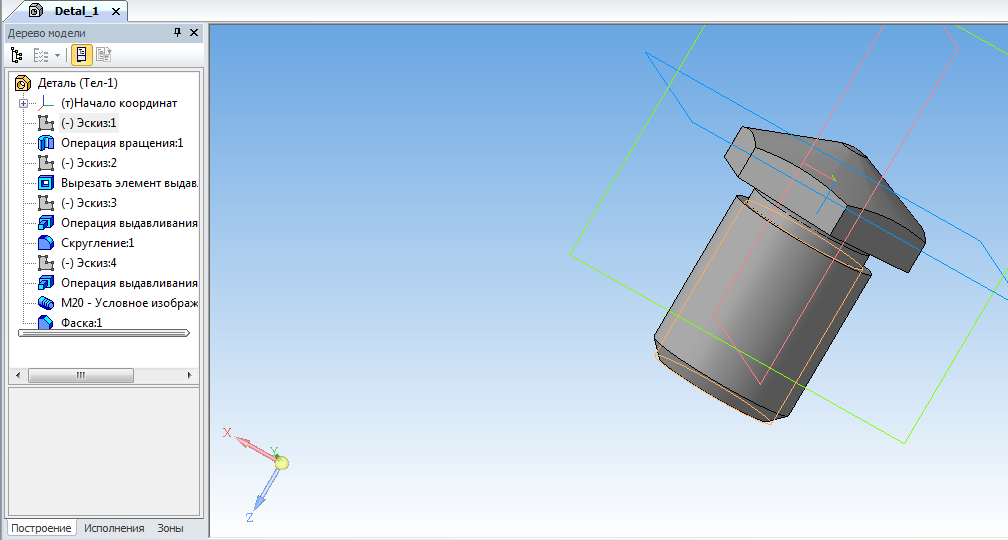 Detal_1
Дерево модели
Деталь (Тел-1)
(т)Начало координат
(-) Эскиз:1
Операция вращения:1
(-) Эскиз:2
Вырезать элемент выдав
(-) Эскиз:3
Операция выдавливания
Скругление:1
(-) Эскиз:4
Операция выдавливания
М20 - Условное изображ
Фаска:1
X
Y
Z
Построение Исполнения Зоны